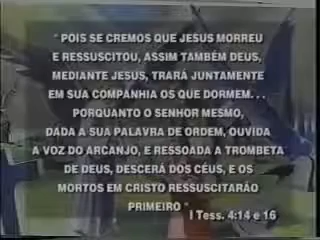 " POIS SE CREMOS QUE JESUS MORREU
E RESSUSCITOU, ASSIM TAMBÉM DEUS,
MEDIANTE JESUS, TRARÁ JUNTAMENTE
EM SUA COMPANHIA OS QUE DORMEM. . .
PORQUANTO O SENHOR MESMO,
DADA A SUA PALAVRA DE ORDEM, OUVIDA
A VOZ DO ARCANJO, E RESSOADA A TROMBETA
DE DEUS, DESCERÁ DOS CÉUS, E OS
MORTOS EM CRISTO RESSUSCITARÃO
PRIMEIRO "
I Tess. 4:14 e 16